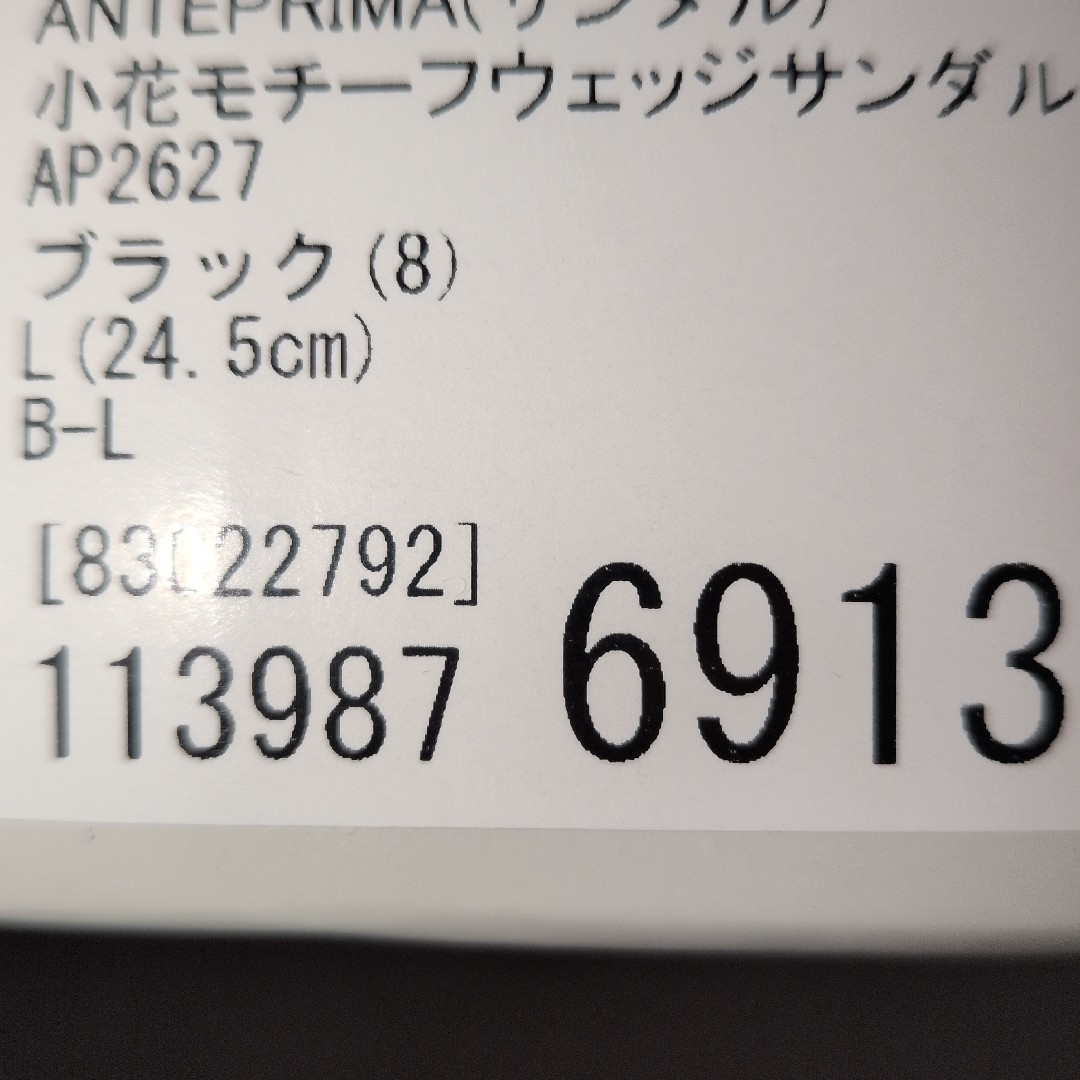 ANTEPRIMA(サンダル)
小花モチーフウェッジサンダル
AP2627
ブラック(8)
L(24.5cm)
B-L
113987 6913